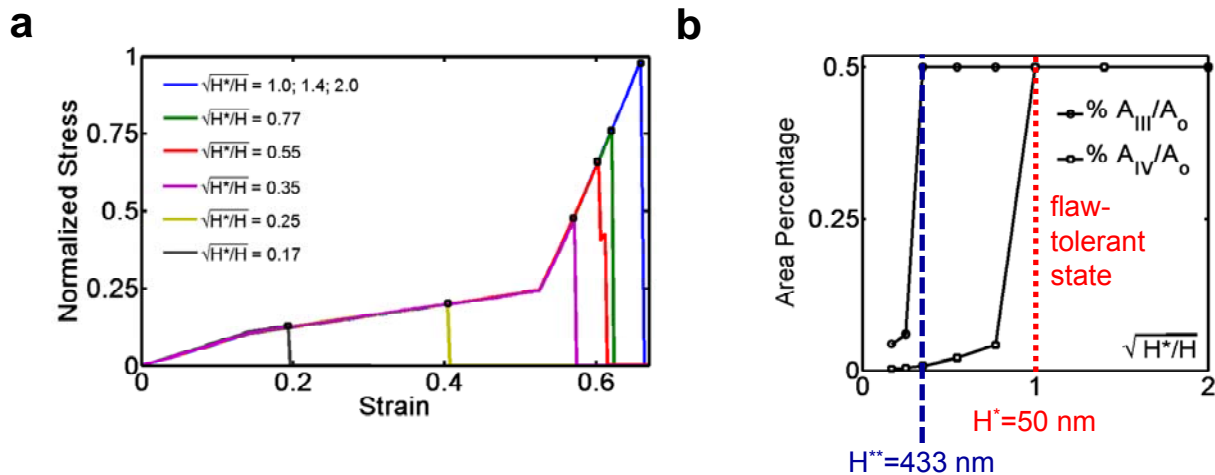 a
1
0.75
0.5
0.25
0
Normalized Stress
√H*/H = 1.0; 1.4; 2.0
√H*/H = 0.77
√H*/H = 0.55
√H*/H = 0.35
√H*/H = 0.25
√H*/H = 0.17
0 0.2 0.4 0.6
Strain
b
0.5
0.25
0
Area Percentage
% A_III/A_o
% A_IV/A_o
flaw-
tolerant
state
√H*/H
0 1 2
H*=50 nm
H**=433 nm